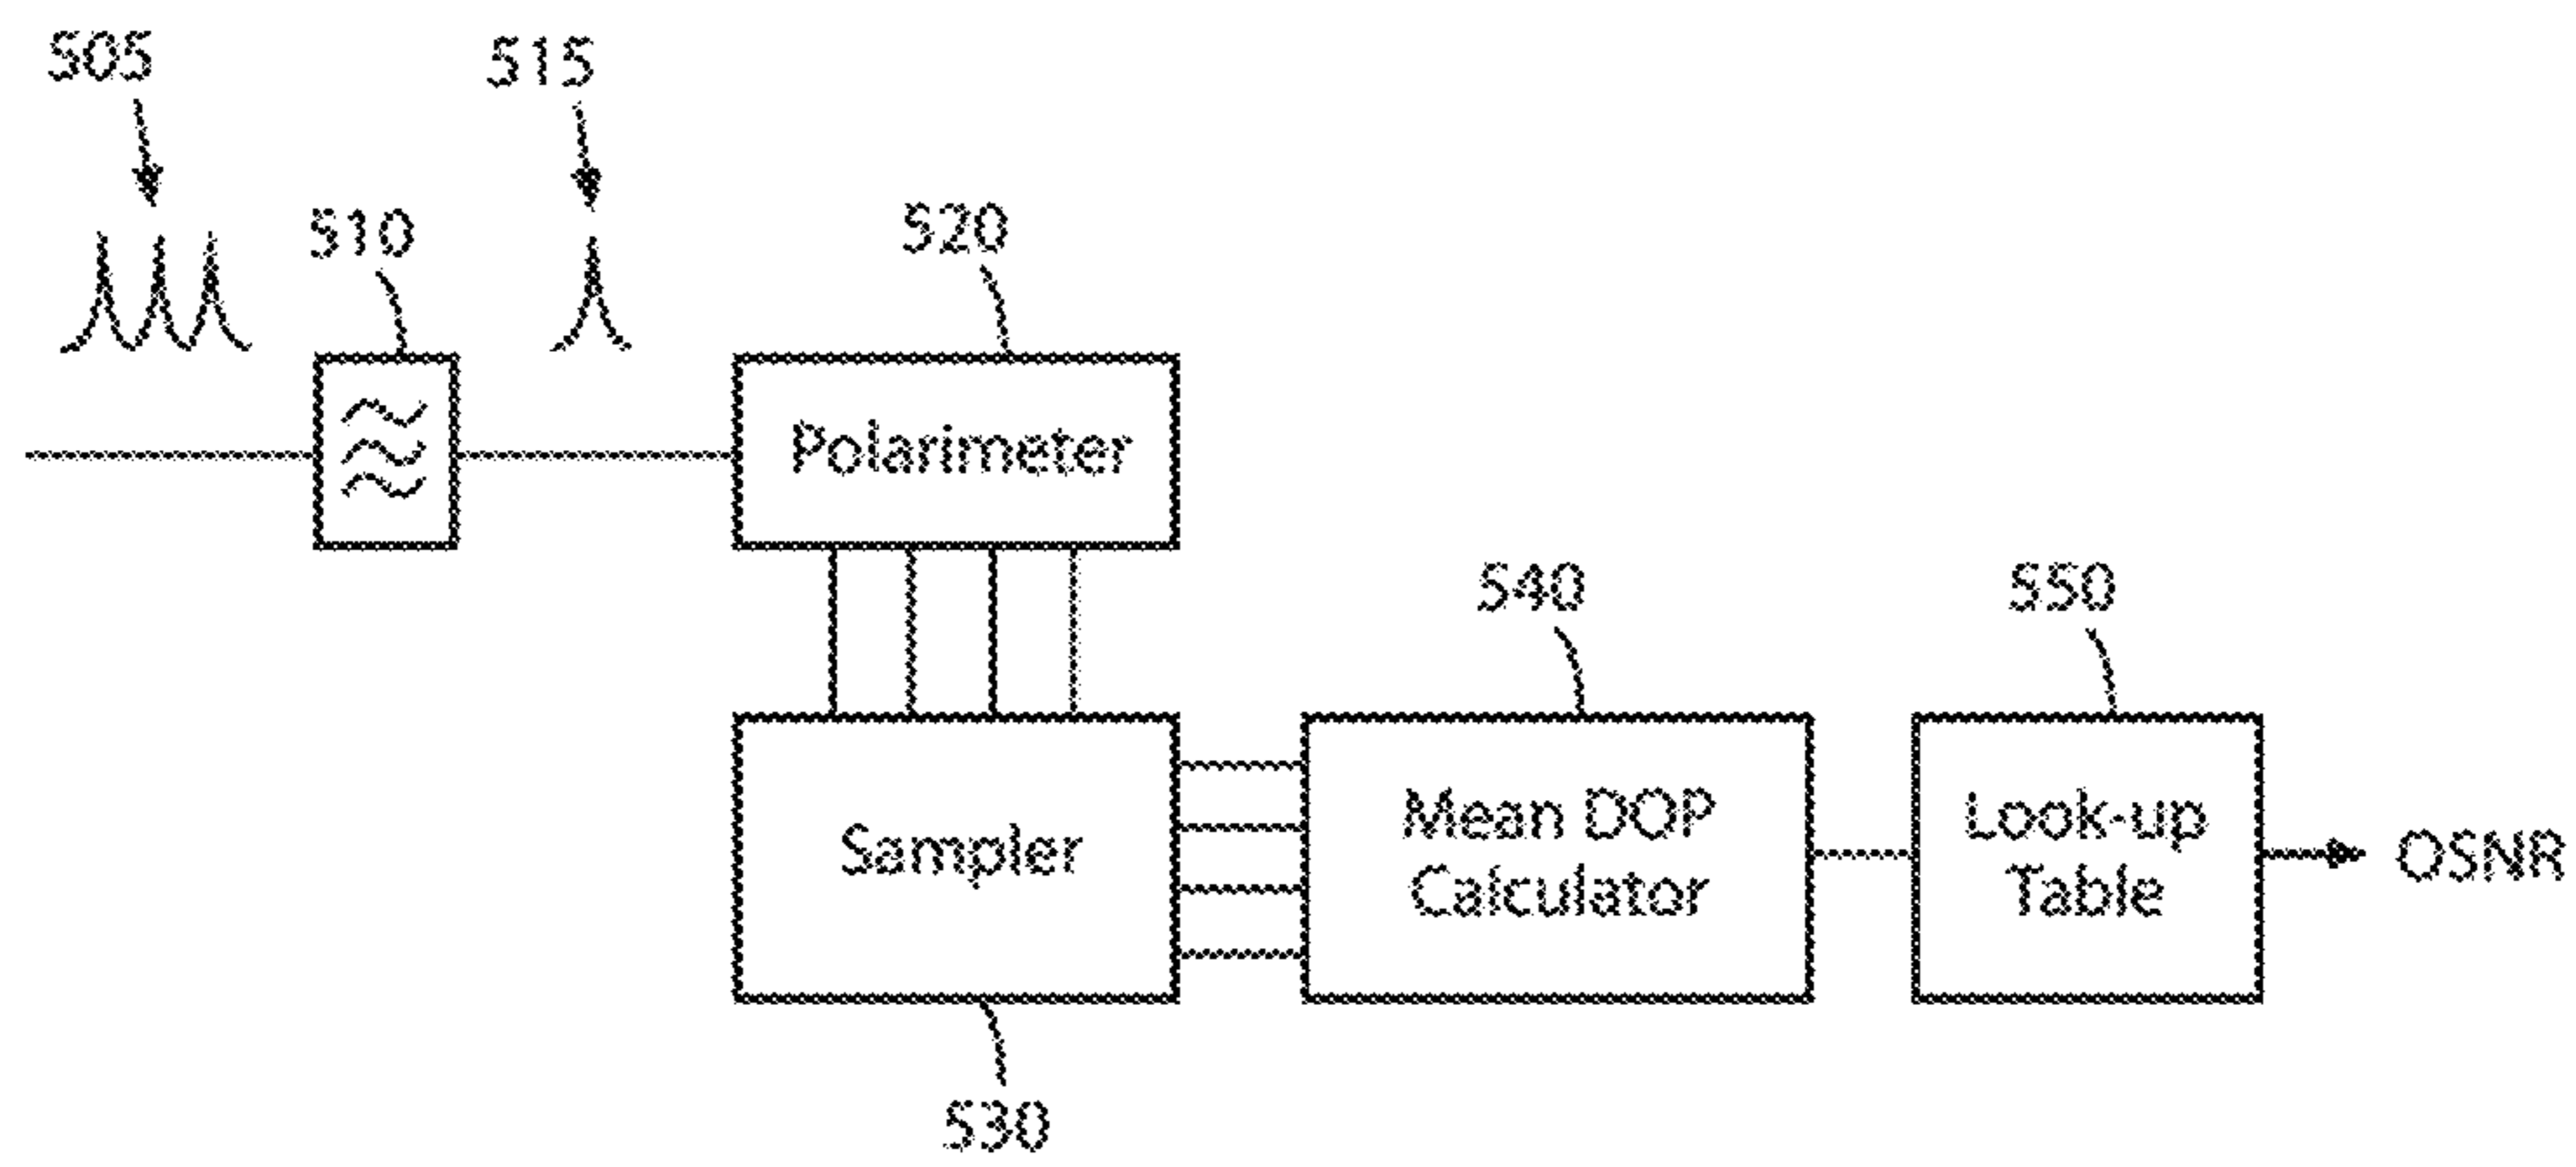 505
515
510
520
Polarimeter
540
550
Sampler
Mean DOP
Calculator
Look-up
Table
OSNR
530